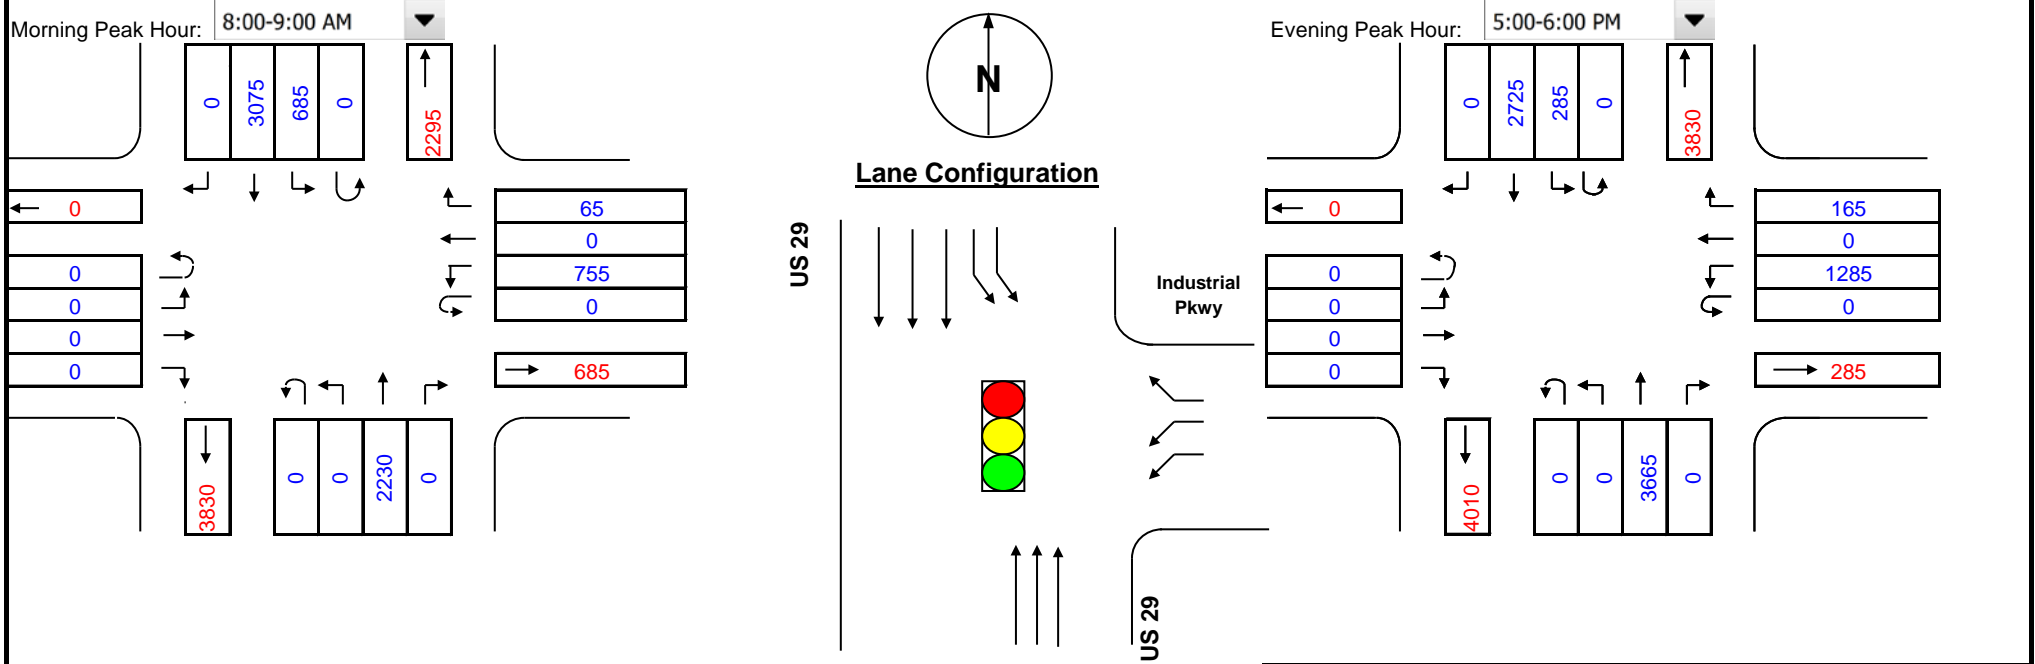 Morning Peak Hour: 8:00-9:00 AM
0 3075 685 0 2295
0
65
0
755
0
0
0
0
0
685
3830
0 0 2230 0
N
Lane Configuration
US 29
Industrial
Pkwy
US 29
Evening Peak Hour: 5:00-6:00 PM
0 2725 285 0 3830
0
165
0
1285
0
0
0
0
0
285
4010
0 0 3665 0